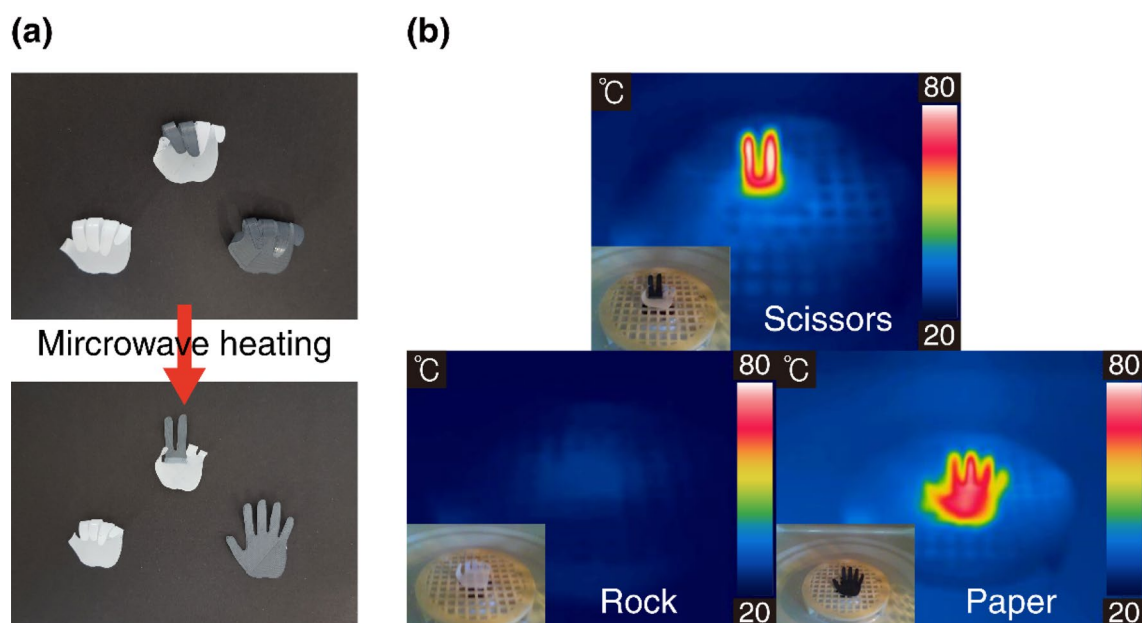 (a)
(b)
Mircrowave heating
℃
80
Scissors
20
℃
80
Rock
20
℃
80
Paper
20